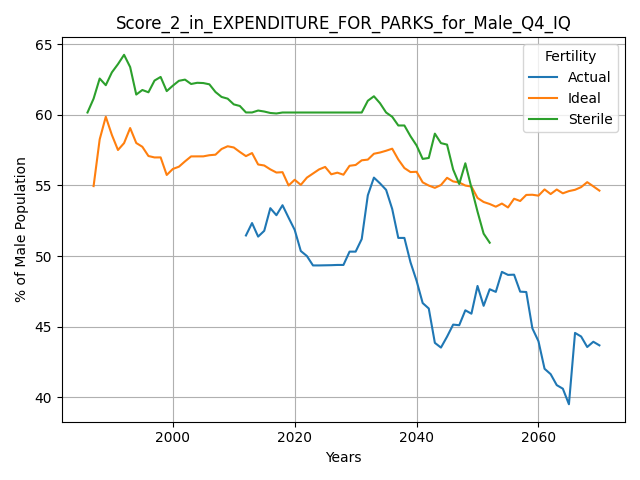 Score_2_in_EXPENDITURE_FOR_PARKS_for_Male_Q4_IQ
Fertility
Actual
Ideal
Sterile
% of Male Population
65
60
55
50
45
40
2000 2020 2040 2060
Years